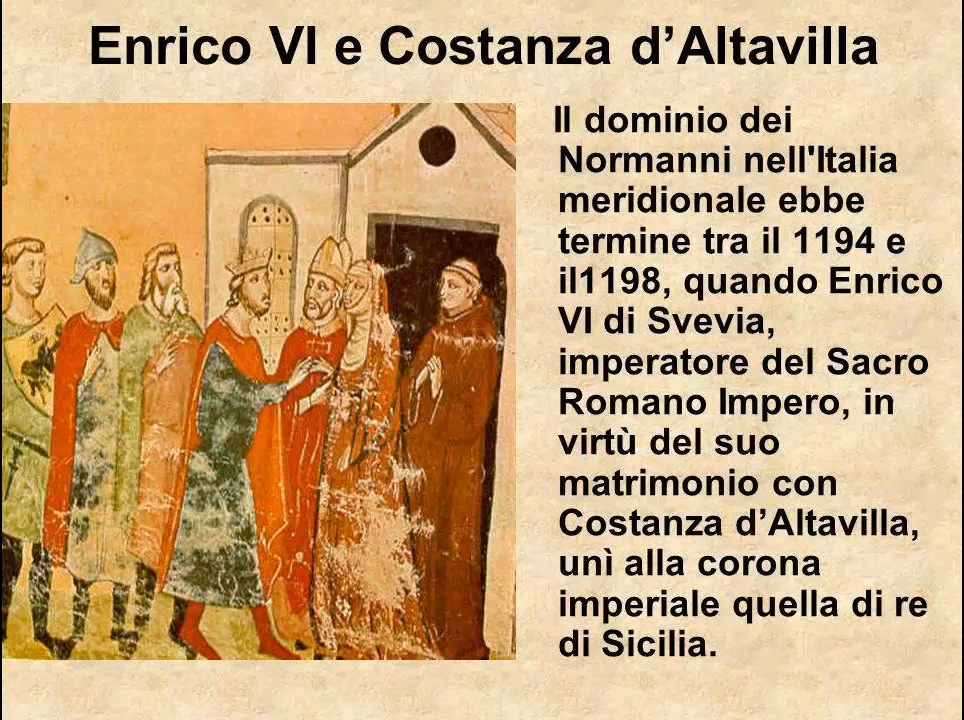 Enrico VI e Costanza d’Altavilla
Il dominio dei
Normanni nell'Italia
meridionale ebbe
termine tra il 1194 e
il1198, quando Enrico
VI di Svevia,
imperatore del Sacro
Romano Impero, in
virtù del suo
matrimonio con
Costanza d’Altavilla,
unì alla corona
imperiale quella di re
di Sicilia.